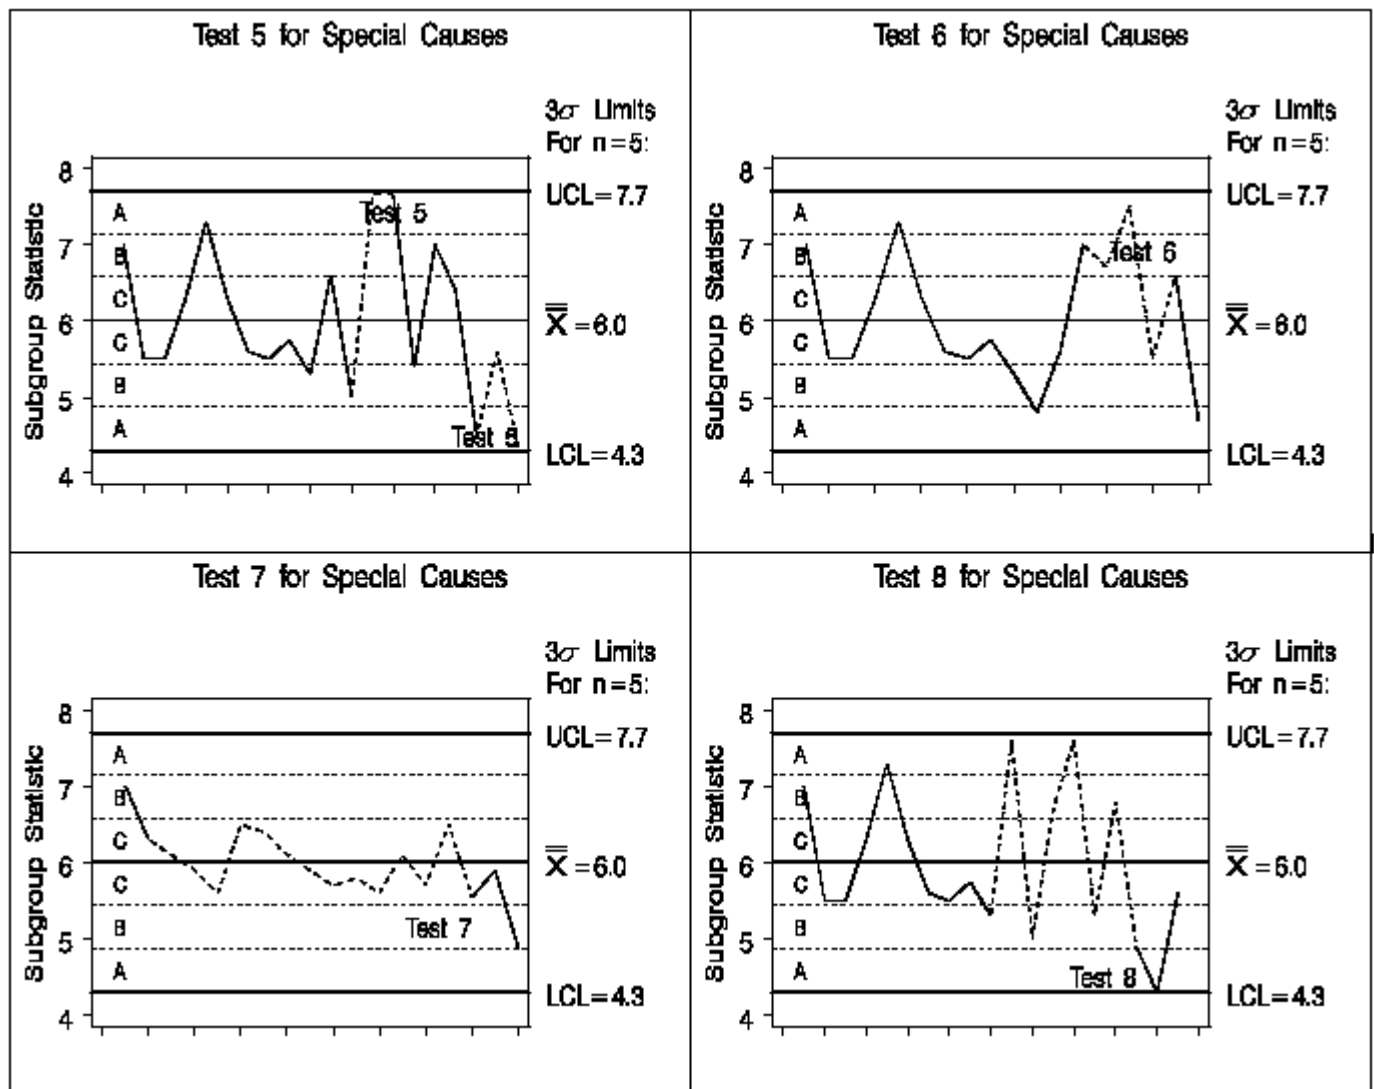 Test 5 for Special Causes
3σ Limits
For n=5:
8
UCL=7.7
A
Test 5
7
B
C
6
X̿=6.0
C
B
5
A
Test
LCL=4.3
4
Subgroup Statistic
Test 6 for Special Causes
3σ Limits
For n=5:
8
UCL=7.7
A
7
B
Test 6
C
6
X̿=6.0
C
B
5
A
LCL=4.3
4
Subgroup Statistic
Test 7 for Special Causes
3σ Limits
For n=5:
8
UCL=7.7
A
7
B
C
6
X̿=6.0
C
B
Test 7
5
A
LCL=4.3
4
Subgroup Statistic
Test 8 for Special Causes
3σ Limits
For n=5:
8
UCL=7.7
A
7
B
C
6
X̿=6.0
C
B
5
A
Test 8
LCL=4.3
4
Subgroup Statistic